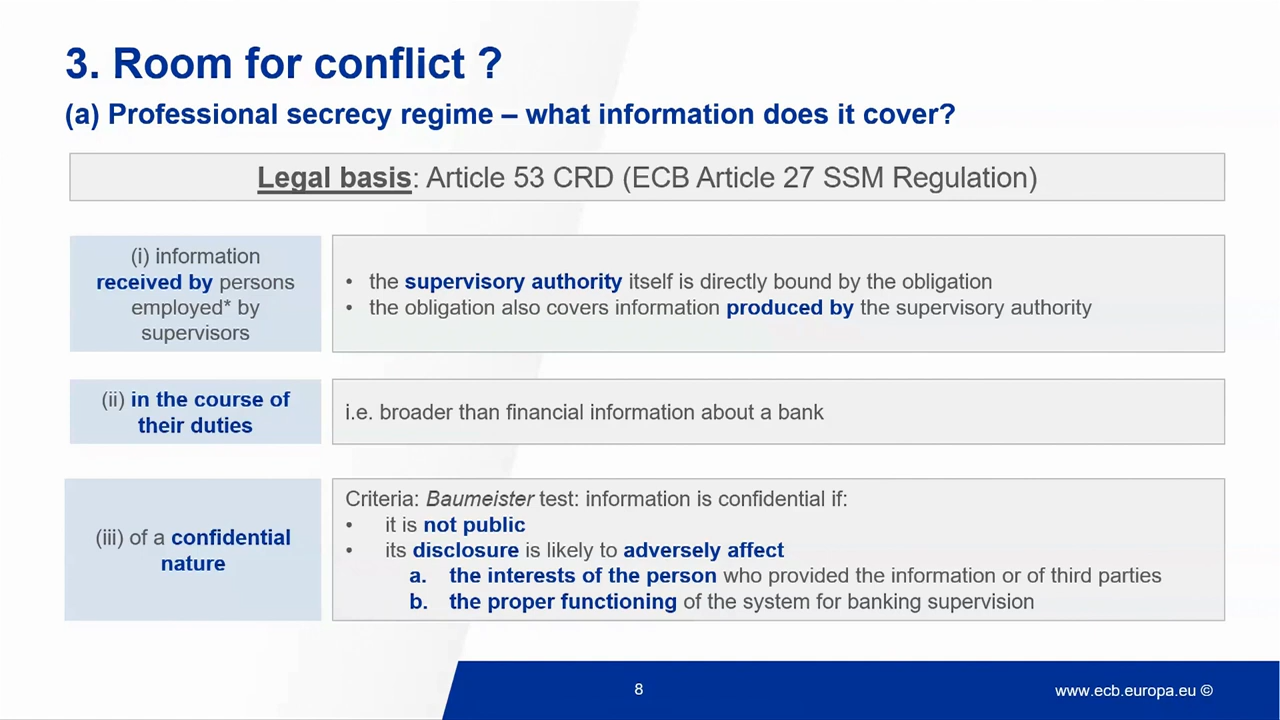 3. Room for conflict ?
(a) Professional secrecy regime – what information does it cover?
Legal basis: Article 53 CRD (ECB Article 27 SSM Regulation)
(i) information
received by persons
employed* by
supervisors
• the supervisory authority itself is directly bound by the obligation
• the obligation also covers information produced by the supervisory authority
(ii) in the course of
their duties
i.e. broader than financial information about a bank
(iii) of a confidential
nature
Criteria: Baumeister test: information is confidential if:
• it is not public
• its disclosure is likely to adversely affect
a. the interests of the person who provided the information or of third parties
b. the proper functioning of the system for banking supervision
8
www.ecb.europa.eu ©